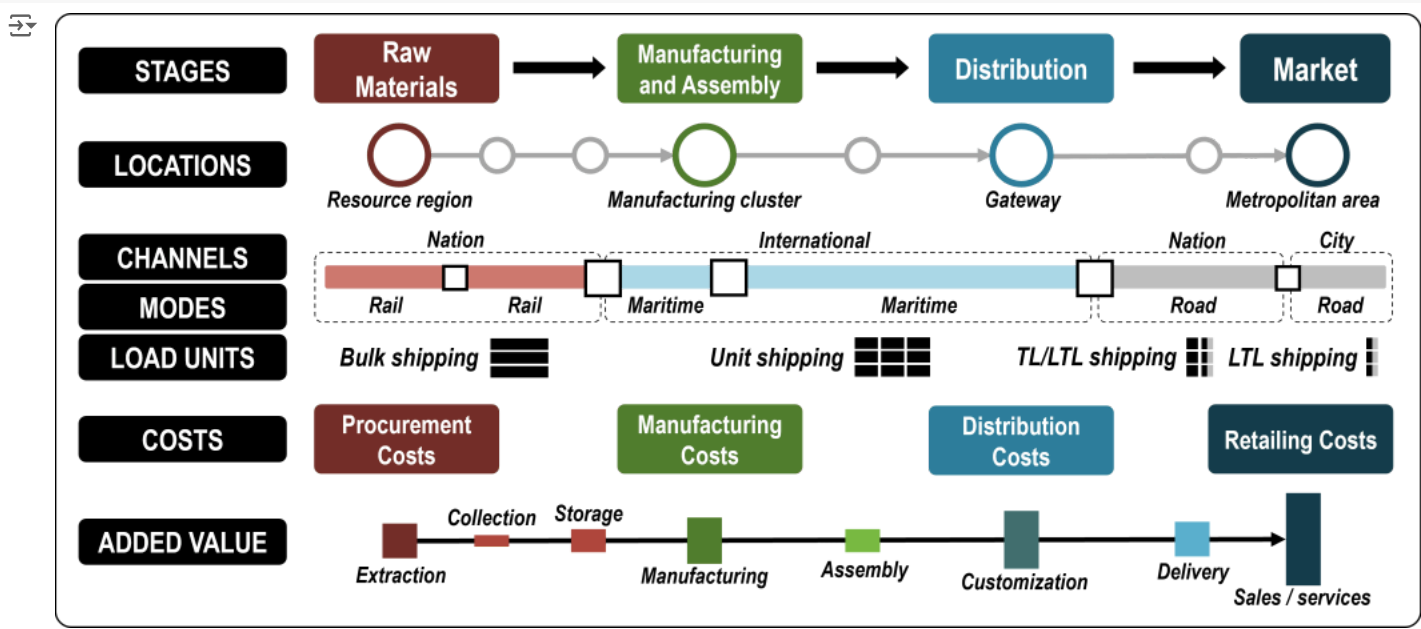 STAGES
Raw
Materials
Manufacturing
and Assembly
Distribution
Market
LOCATIONS
Resource region
Manufacturing cluster
Gateway
Metropolitan area
CHANNELS
Nation
International
Nation
City
MODES
Rail
Rail
Maritime
Maritime
Road
Road
LOAD UNITS
Bulk shipping
Unit shipping
TL/LTL shipping
LTL shipping
COSTS
Procurement
Costs
Manufacturing
Costs
Distribution
Costs
Retailing Costs
ADDED VALUE
Extraction
Collection
Storage
Manufacturing
Assembly
Customization
Delivery
Sales / services